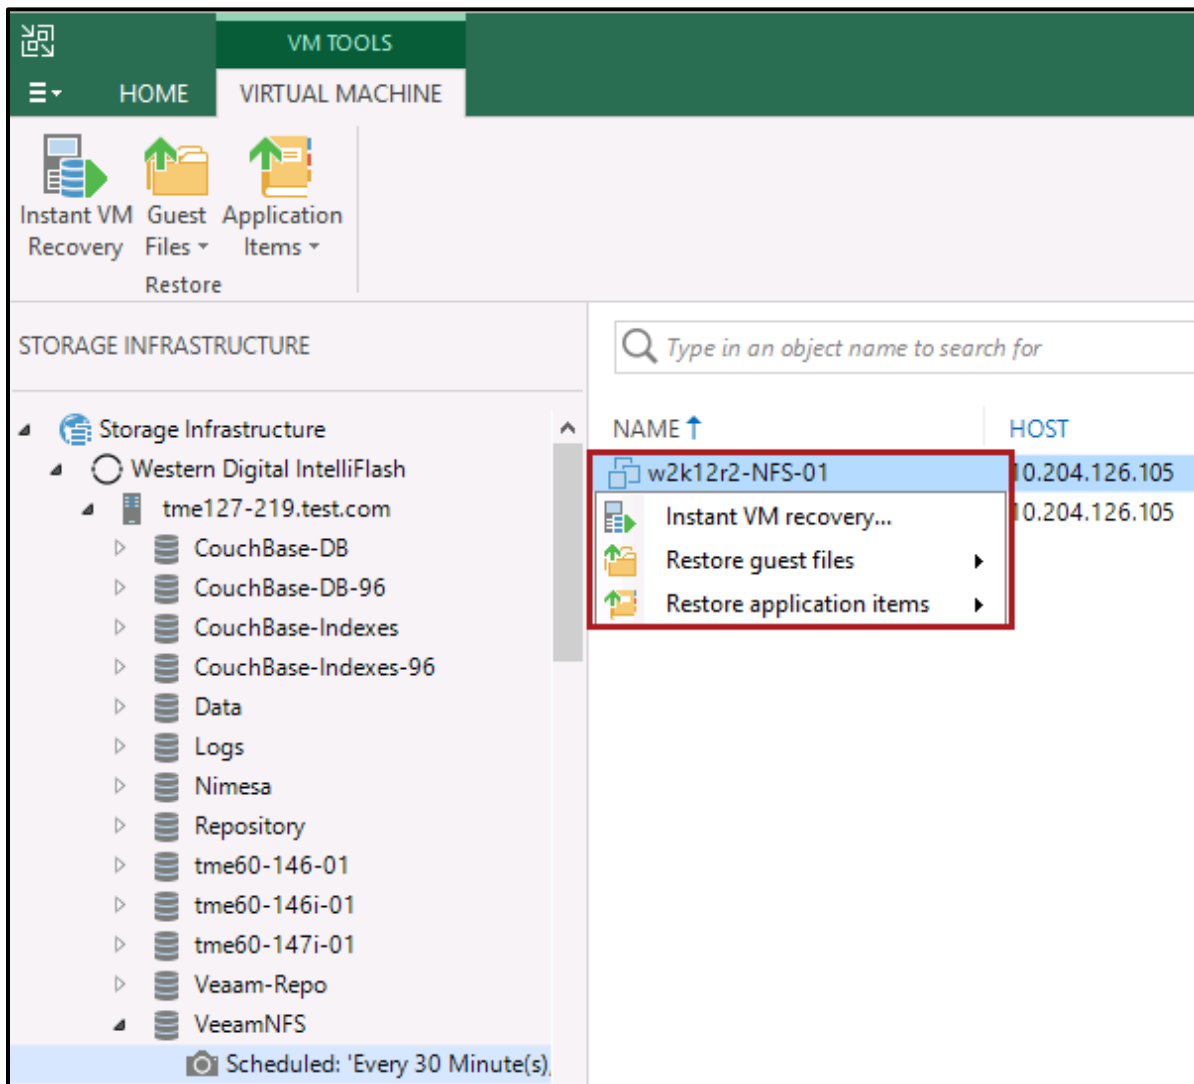 VM TOOLS
HOME
VIRTUAL MACHINE
Instant VM Recovery
Guest Files
Application Items
Restore
STORAGE INFRASTRUCTURE
Type in an object name to search for
Storage Infrastructure
Western Digital IntelliFlash
tme127-219.test.com
CouchBase-DB
CouchBase-DB-96
CouchBase-Indexes
CouchBase-Indexes-96
Data
Logs
Nimesa
Repository
tme60-146-01
tme60-146i-01
tme60-147i-01
Veaam-Repo
VeeamNFS
Scheduled: 'Every 30 Minute(s),
NAME HOST
w2k12r2-NFS-01 10.204.126.105
Instant VM recovery...
10.204.126.105
Restore guest files
Restore application items